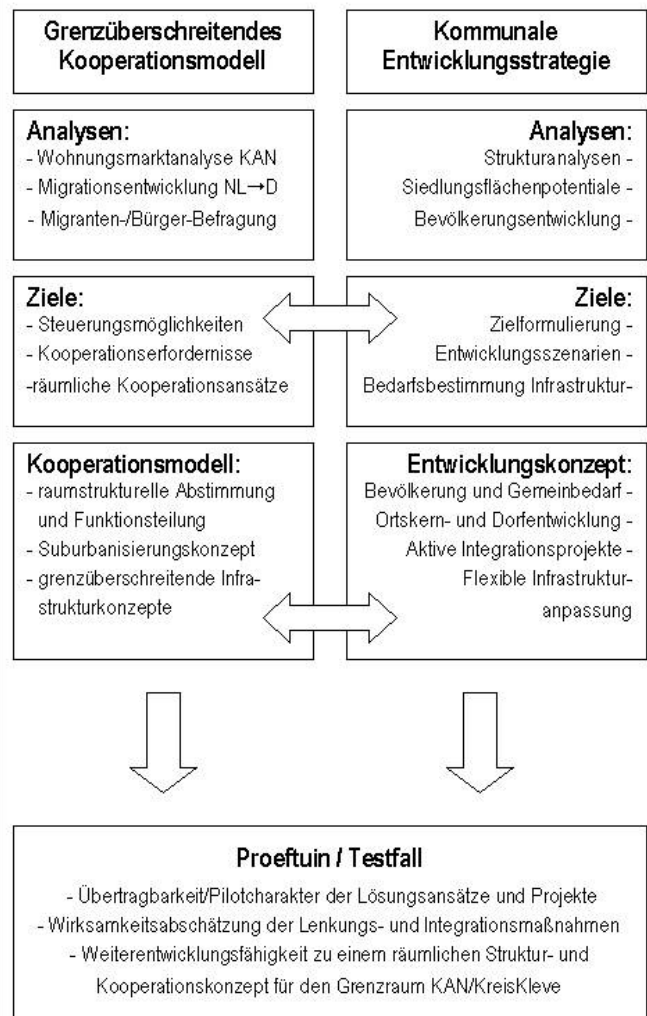 Grenzüberschreitendes
Kooperationsmodell
Kommunale
Entwicklungsstrategie
Analysen:
- Wohnungsmarktanalyse KAN
- Migrationsentwicklung NL→D
- Migranten-/Bürger-Befragung
Analysen:
Strukturanalysen -
Siedlungsflächenpotentiale -
Bevölkerungsentwicklung -
Ziele:
- Steuerungsmöglichkeiten
- Kooperationserfordernisse
-räumliche Kooperationsansätze
Ziele:
Zielformulierung -
Entwicklungsszenarien -
Bedarfsbestimmung Infrastruktur-
Kooperationsmodell:
- raumstrukturelle Abstimmung
und Funktionsteilung
- Suburbanisierungskonzept
- grenzüberschreitende Infra-
strukturkonzepte
Entwicklungskonzept:
Bevölkerung und Gemeinbedarf -
Ortskern- und Dorfentwicklung -
Aktive Integrationsprojekte -
Flexible Infrastruktur-
anpassung
Proeftuin / Testfall
- Übertragbarkeit/Pilotcharakter der Lösungsansätze und Projekte
- Wirksamkeitsabschätzung der Lenkungs- und Integrationsmaßnahmen
- Weiterentwicklungsfähigkeit zu einem räumlichen Struktur- und
Kooperationskonzept für den Grenzraum KAN/KreisKleve